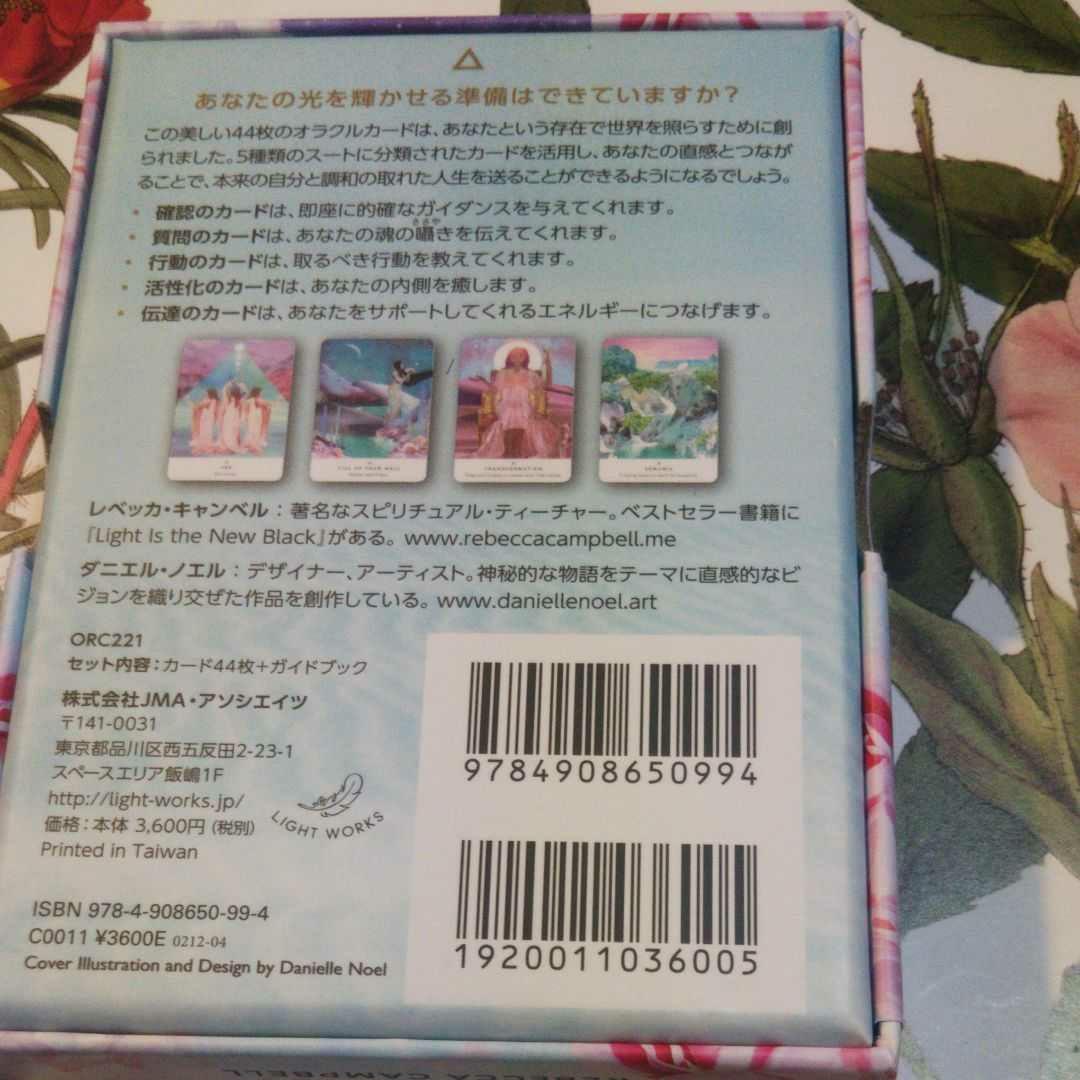 あなたの光を輝かせる準備はできていますか？
この美しい44枚のオラクルカードは、あなたという存在で世界を照らすために創
られました。5種類のスートに分類されたカードを活用し、あなたの直感とつなが
ることで、本来の自分と調和の取れた人生を送ることができるようになるでしょう。
・確認のカードは、即座に的確なガイダンスを与えてくれます。
・質問のカードは、あなたの魂の囁きを伝えてくれます。
・行動のカードは、取るべき行動を教えてくれます。
・活性化のカードは、あなたの内側を癒します。
・伝達のカードは、あなたをサポートしてくれるエネルギーにつなげます。
TRANSFORMATION
レベッカ・キャンベル：著名なスピリチュアル・ティーチャー。ベストセラー書籍に
『Light Is the New Black』がある。 www.rebeccacampbell.me
ダニエル・ノエル：デザイナー、アーティスト。神秘的な物語をテーマに直感的なビ
ジョンを織り交ぜた作品を創作している。 www.daniellenoel.art
ORC221
セット内容：カード44枚＋ガイドブック
株式会社JMA・アソシエイツ
〒141-0031
東京都品川区西五反田2-23-1
スペースエリア飯嶋1F
http://light-works.jp/
価格：本体 3,600円（税別）
Printed in Taiwan
LIGHT WORKS
ISBN 978-4-908650-99-4
C0011 ¥3600E 0212-04
Cover Illustration and Design by Danielle Noel
9784908650994
1920011036005
REBECCA CAMPBELL